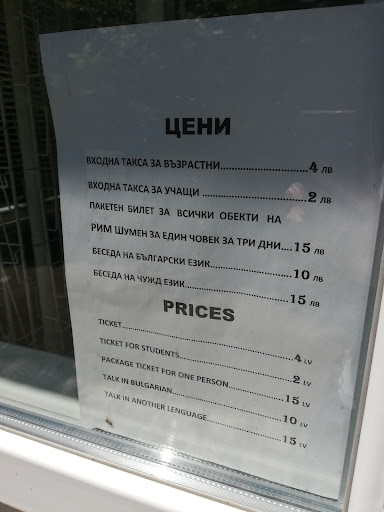 ЦЕНИ
ВХОДНА ТАКСА ЗА ВЪЗРАСТНИ..........................4 ЛВ
ВХОДНА ТАКСА ЗА УЧАЩИ ..............................2 ЛВ
ПАКЕТЕН БИЛЕТ ЗА ВСИЧКИ ОБЕКТИ НА
РИМ ШУМЕН ЗА ЕДИН ЧОВЕК ЗА ТРИ ДНИ....15 ЛВ
БЕСЕДА НА БЪЛГАРСКИ ЕЗИК........................10 ЛВ
БЕСЕДА НА ЧУЖД ЕЗИК..............................15 ЛВ
PRICES
TICKET..................................................4 LV
TICKET FOR STUDENTS..............................2 LV
PACKAGE TICKET FOR ONE PERSON..............15 LV
TALK IN BULGARIAN................................10 LV
TALK IN ANOTHER LENGUAGE.....................15 LV